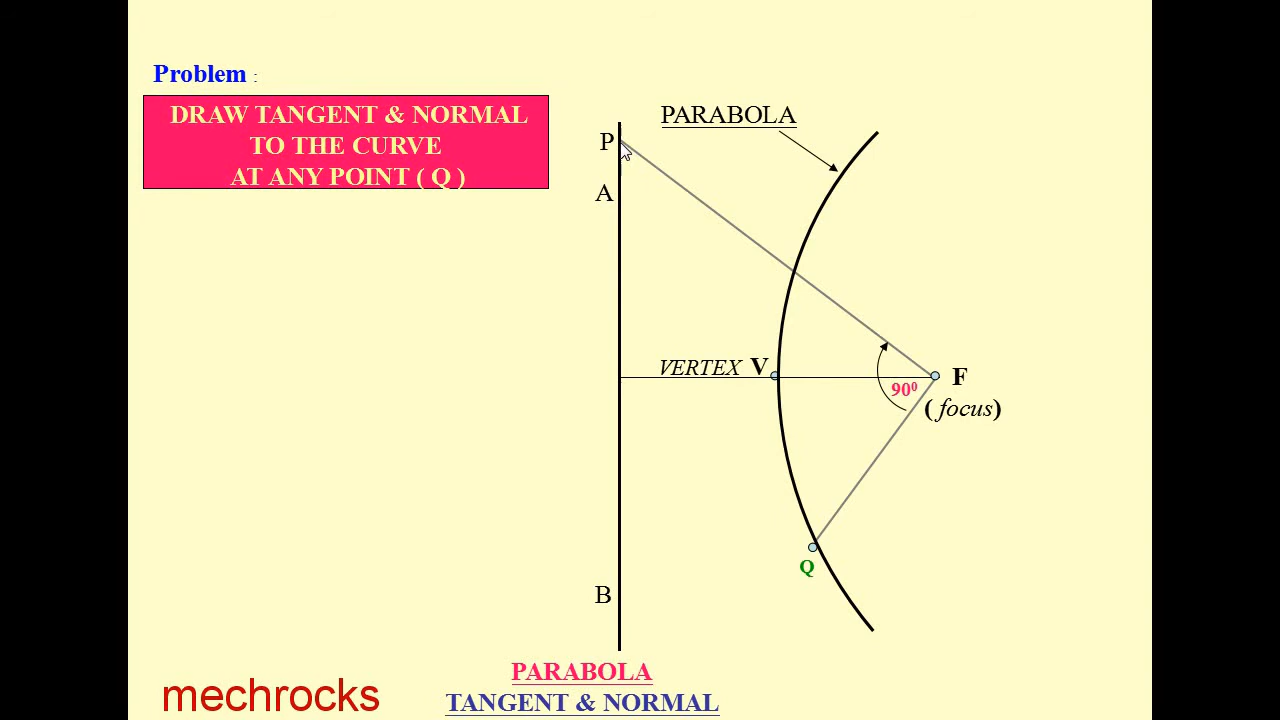 Problem :
DRAW TANGENT & NORMAL
TO THE CURVE
AT ANY POINT ( Q )
PARABOLA
P
A
VERTEX V
F
90⁰
( focus)
Q
B
PARABOLA
TANGENT & NORMAL
mechrocks